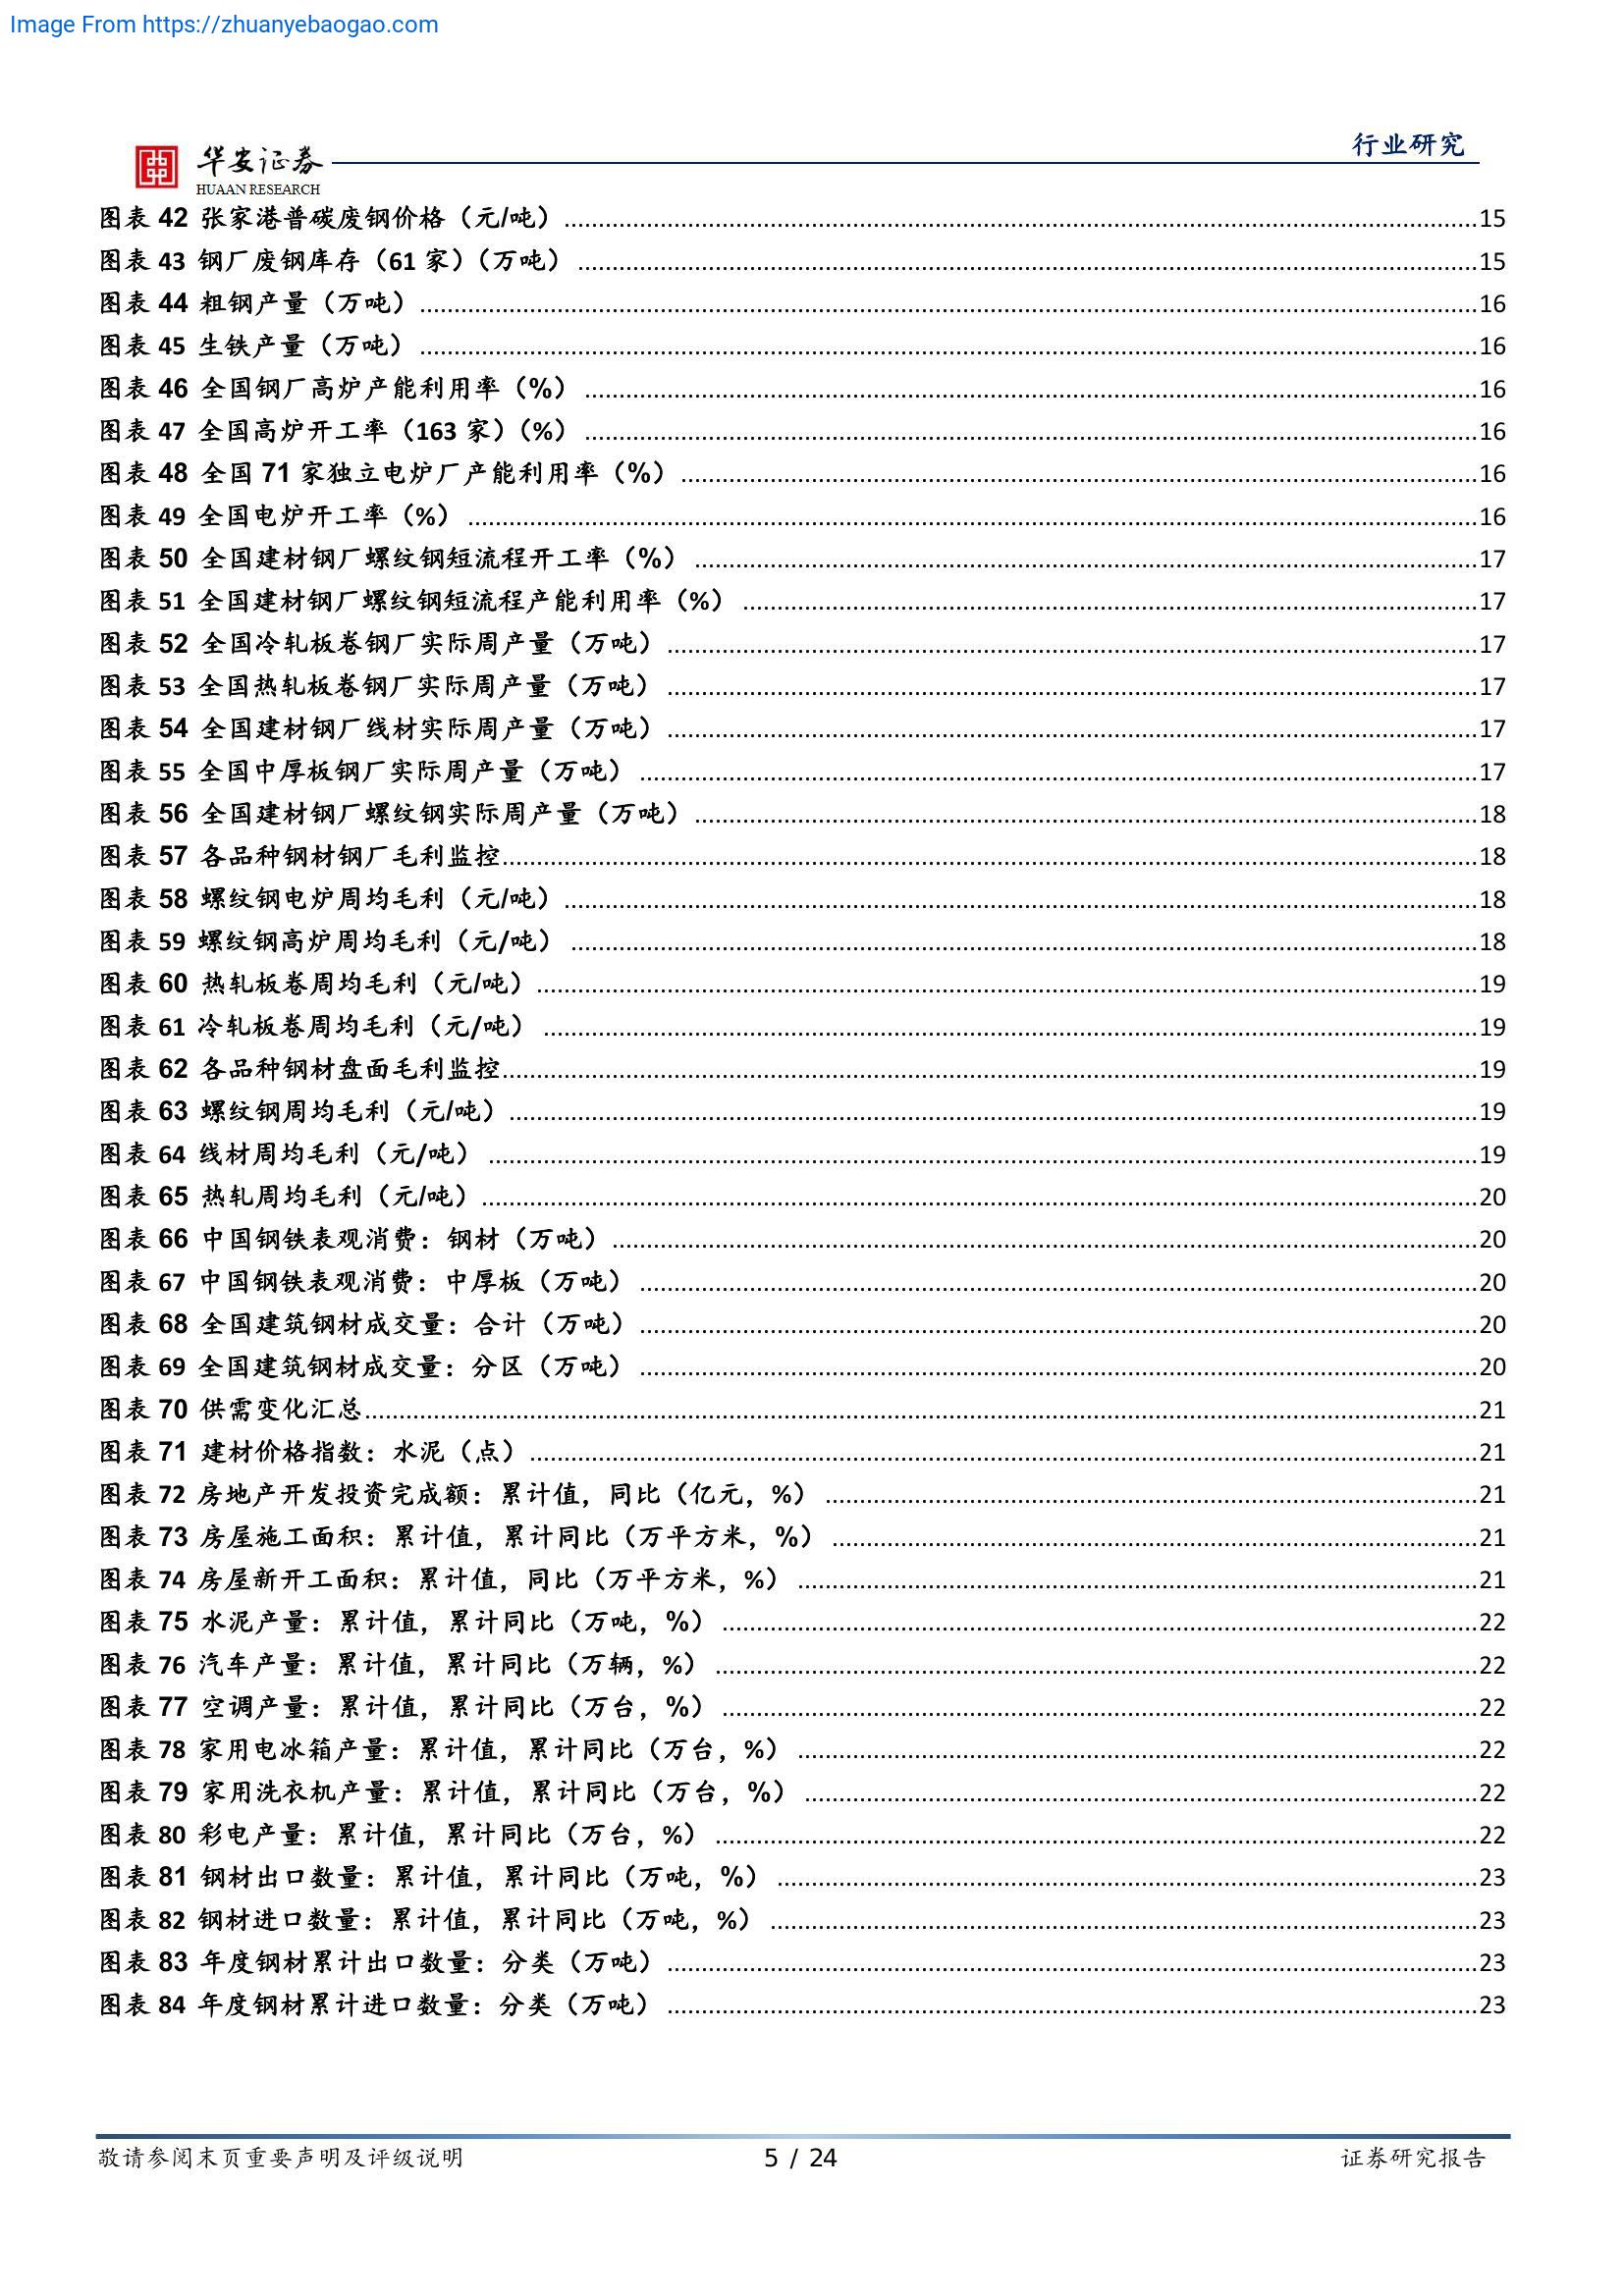 Image From https://zhuanyebaogao.com
行业研究
华安证券
HUAAN RESEARCH
图表 42 张家港普碳废钢价格（元/吨）15
图表 43 钢厂废钢库存（61 家）（万吨）15
图表 44 粗钢产量（万吨）16
图表 45 生铁产量（万吨）16
图表 46 全国钢厂高炉产能利用率（%）16
图表 47 全国高炉开工率（163 家）（%）16
图表 48 全国 71 家独立电炉厂产能利用率（%）16
图表 49 全国电炉开工率（%）16
图表 50 全国建材钢厂螺纹钢短流程开工率（%）17
图表 51 全国建材钢厂螺纹钢短流程产能利用率（%）17
图表 52 全国冷轧板卷钢厂实际周产量（万吨）17
图表 53 全国热轧板卷钢厂实际周产量（万吨）17
图表 54 全国建材钢厂线材实际周产量（万吨）17
图表 55 全国中厚板钢厂实际周产量（万吨）17
图表 56 全国建材钢厂螺纹钢实际周产量（万吨）18
图表 57 各品种钢材钢厂毛利监控18
图表 58 螺纹钢电炉周均毛利（元/吨）18
图表 59 螺纹钢高炉周均毛利（元/吨）18
图表 60 热轧板卷周均毛利（元/吨）19
图表 61 冷轧板卷周均毛利（元/吨）19
图表 62 各品种钢材盘面毛利监控19
图表 63 螺纹钢周均毛利（元/吨）19
图表 64 线材周均毛利（元/吨）19
图表 65 热轧周均毛利（元/吨）20
图表 66 中国钢铁表观消费：钢材（万吨）20
图表 67 中国钢铁表观消费：中厚板（万吨）20
图表 68 全国建筑钢材成交量：合计（万吨）20
图表 69 全国建筑钢材成交量：分区（万吨）20
图表 70 供需变化汇总21
图表 71 建材价格指数：水泥（点）21
图表 72 房地产开发投资完成额：累计值，同比（亿元，%）21
图表 73 房屋施工面积：累计值，累计同比（万平方米，%）21
图表 74 房屋新开工面积：累计值，同比（万平方米，%）21
图表 75 水泥产量：累计值，累计同比（万吨，%）22
图表 76 汽车产量：累计值，累计同比（万辆，%）22
图表 77 空调产量：累计值，累计同比（万台，%）22
图表 78 家用电冰箱产量：累计值，累计同比（万台，%）22
图表 79 家用洗衣机产量：累计值，累计同比（万台，%）22
图表 80 彩电产量：累计值，累计同比（万台，%）22
图表 81 钢材出口数量：累计值，累计同比（万吨，%）23
图表 82 钢材进口数量：累计值，累计同比（万吨，%）23
图表 83 年度钢材累计出口数量：分类（万吨）23
图表 84 年度钢材累计进口数量：分类（万吨）23
敬请参阅末页重要声明及评级说明
5 / 24
证券研究报告